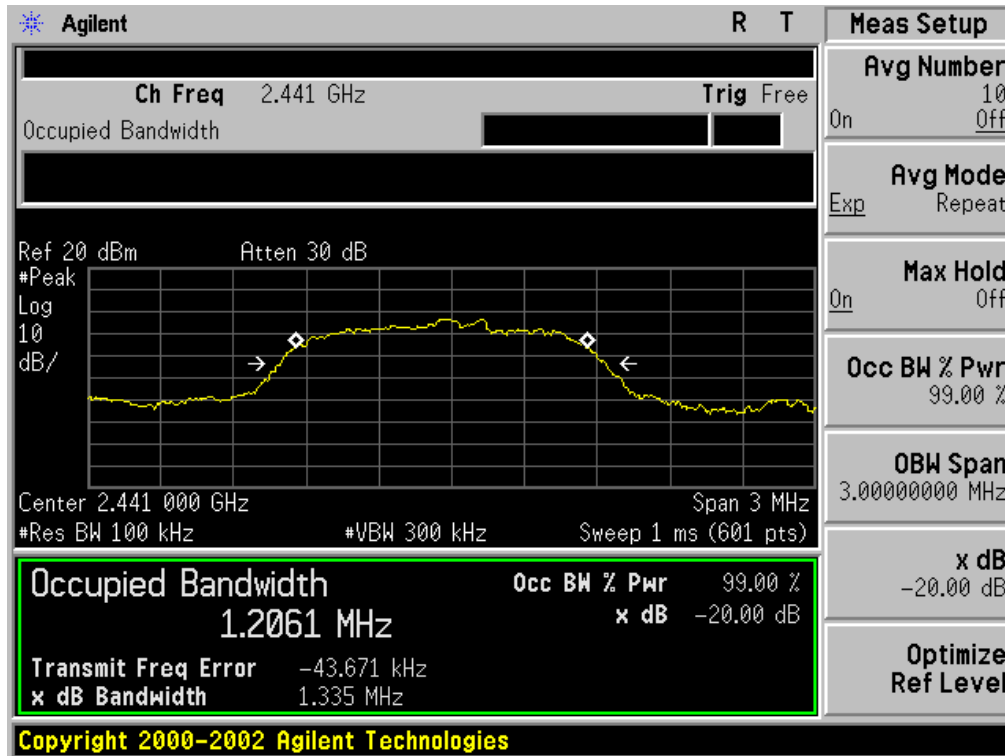 Agilent R T
Ch Freq 2.441 GHz Trig Free
Occupied Bandwidth
Ref 20 dBm Atten 30 dB
#Peak
Log
10
dB/
Center 2.441 000 GHz Span 3 MHz
#Res BW 100 kHz #VBW 300 kHz Sweep 1 ms (601 pts)
Occupied Bandwidth
1.2061 MHz
Occ BW % Pwr 99.00 %
x dB -20.00 dB
Transmit Freq Error -43.671 kHz
x dB Bandwidth 1.335 MHz
Meas Setup
Avg Number
10
On Off
Avg Mode
Exp Repeat
Max Hold
On Off
Occ BW % Pwr
99.00 %
OBW Span
3.00000000 MHz
x dB
-20.00 dB
Optimize
Ref Level
Copyright 2000-2002 Agilent Technologies